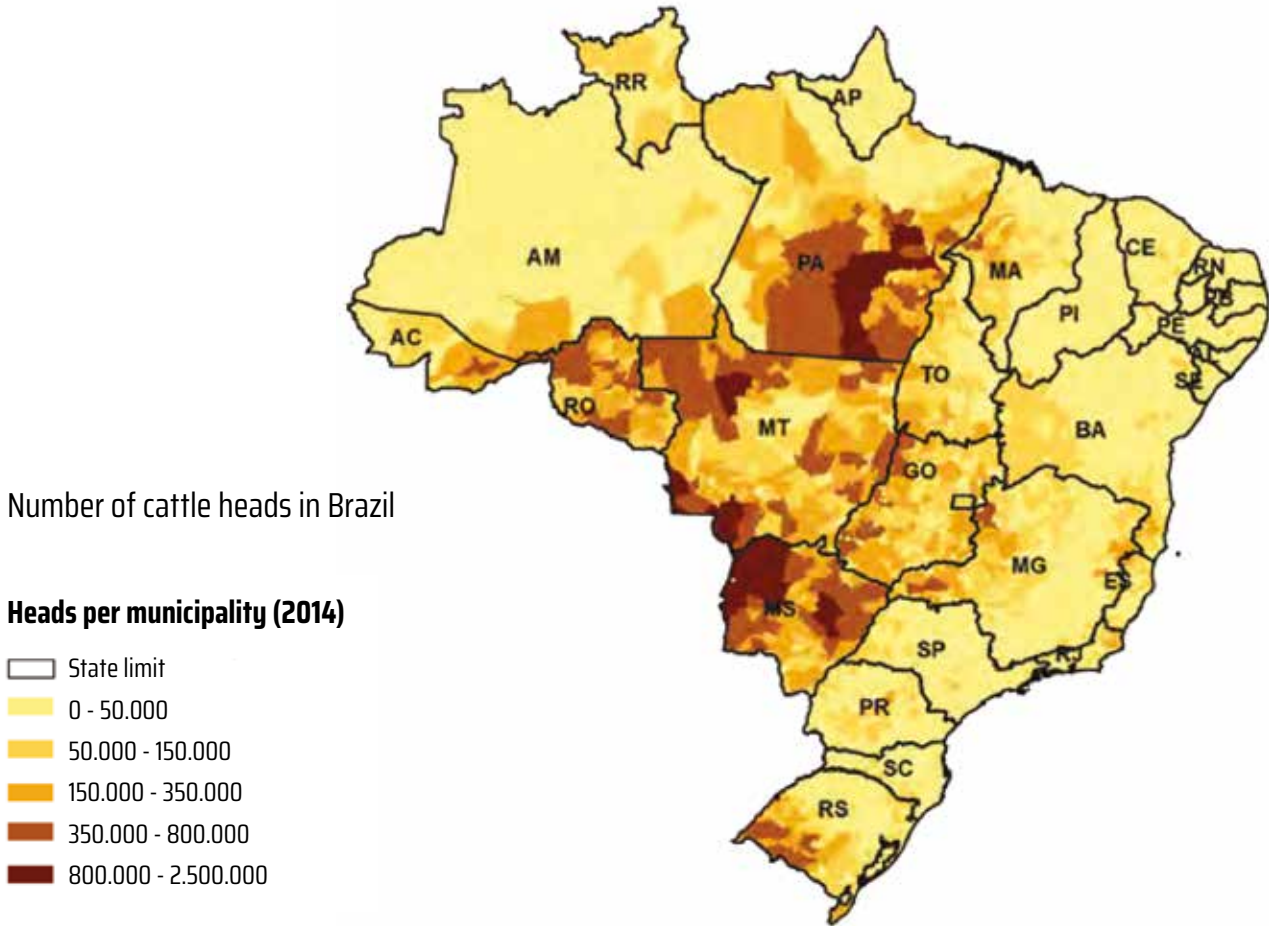 Number of cattle heads in Brazil
Heads per municipality (2014)
State limit
0 - 50.000
50.000 - 150.000
150.000 - 350.000
350.000 - 800.000
800.000 - 2.500.000
RR
AP
AM
PA
MA
CE
RN
PB
PI
PE
AC
AL
SE
TO
RO
MT
BA
GO
MG
ES
MS
SP
RJ
PR
SC
RS